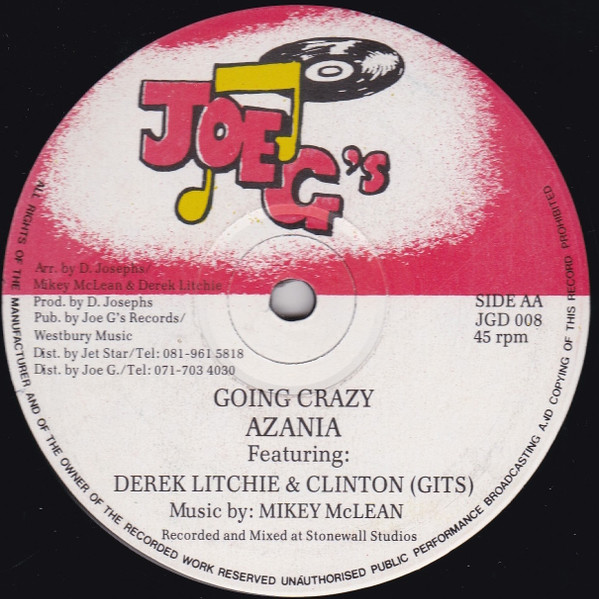 JOE G's
Arr. by D. Josephs/
Mikey McLean & Derek Litchie
Prod. by D. Josephs
Pub. by Joe G's Records/
Westbury Music
Dist. by Jet Star/Tel: 081-961 5818
Dist. by Joe G./Tel: 071-703 4030
SIDE AA
JGD 008
45 rpm
GOING CRAZY
AZANIA
Featuring:
DEREK LITCHIE & CLINTON (GITS)
Music by: MIKEY McLEAN
Recorded and Mixed at Stonewall Studios
ALL RIGHTS OF THE MANUFACTURER AND OF THE OWNER OF THE RECORDED WORK RESERVED UNAUTHORISED PUBLIC PERFORMANCE BROADCASTING AND COPYING OF THIS RECORD PROHIBITED